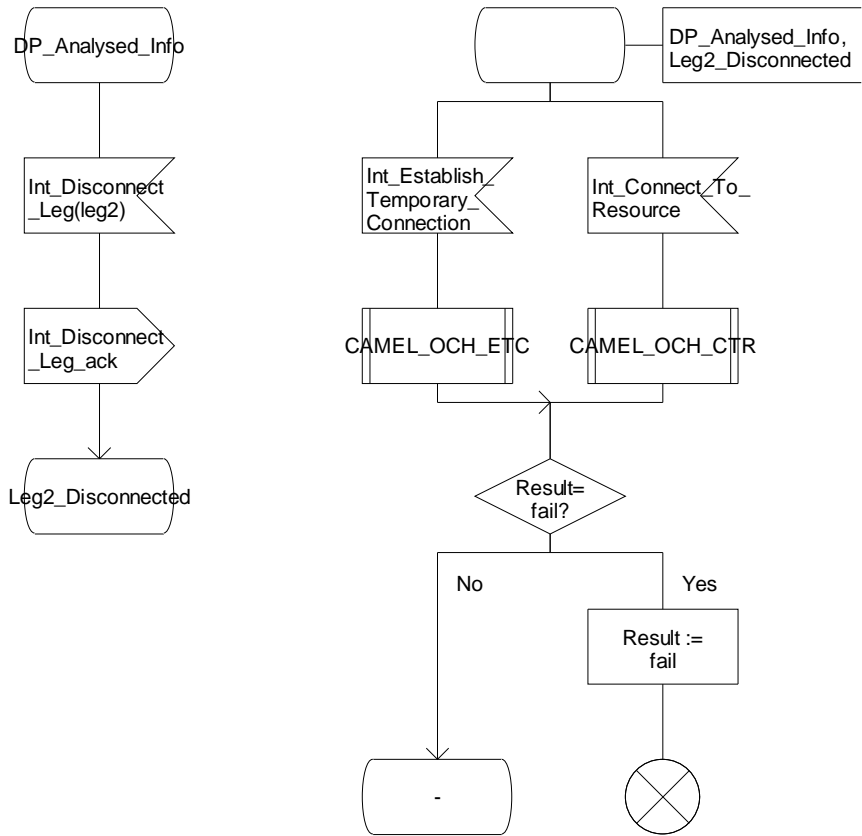 DP_Analysed_Info
Int_Disconnect
_Leg(leg2)
Int_Disconnect
_Leg_ack
Leg2_Disconnected
DP_Analysed_Info,
Leg2_Disconnected
Int_Establish_
Temporary_
Connection
Int_Connect_To_
Resource
CAMEL_OCH_ETC
CAMEL_OCH_CTR
Result=
fail?
No
Yes
Result :=
fail
-